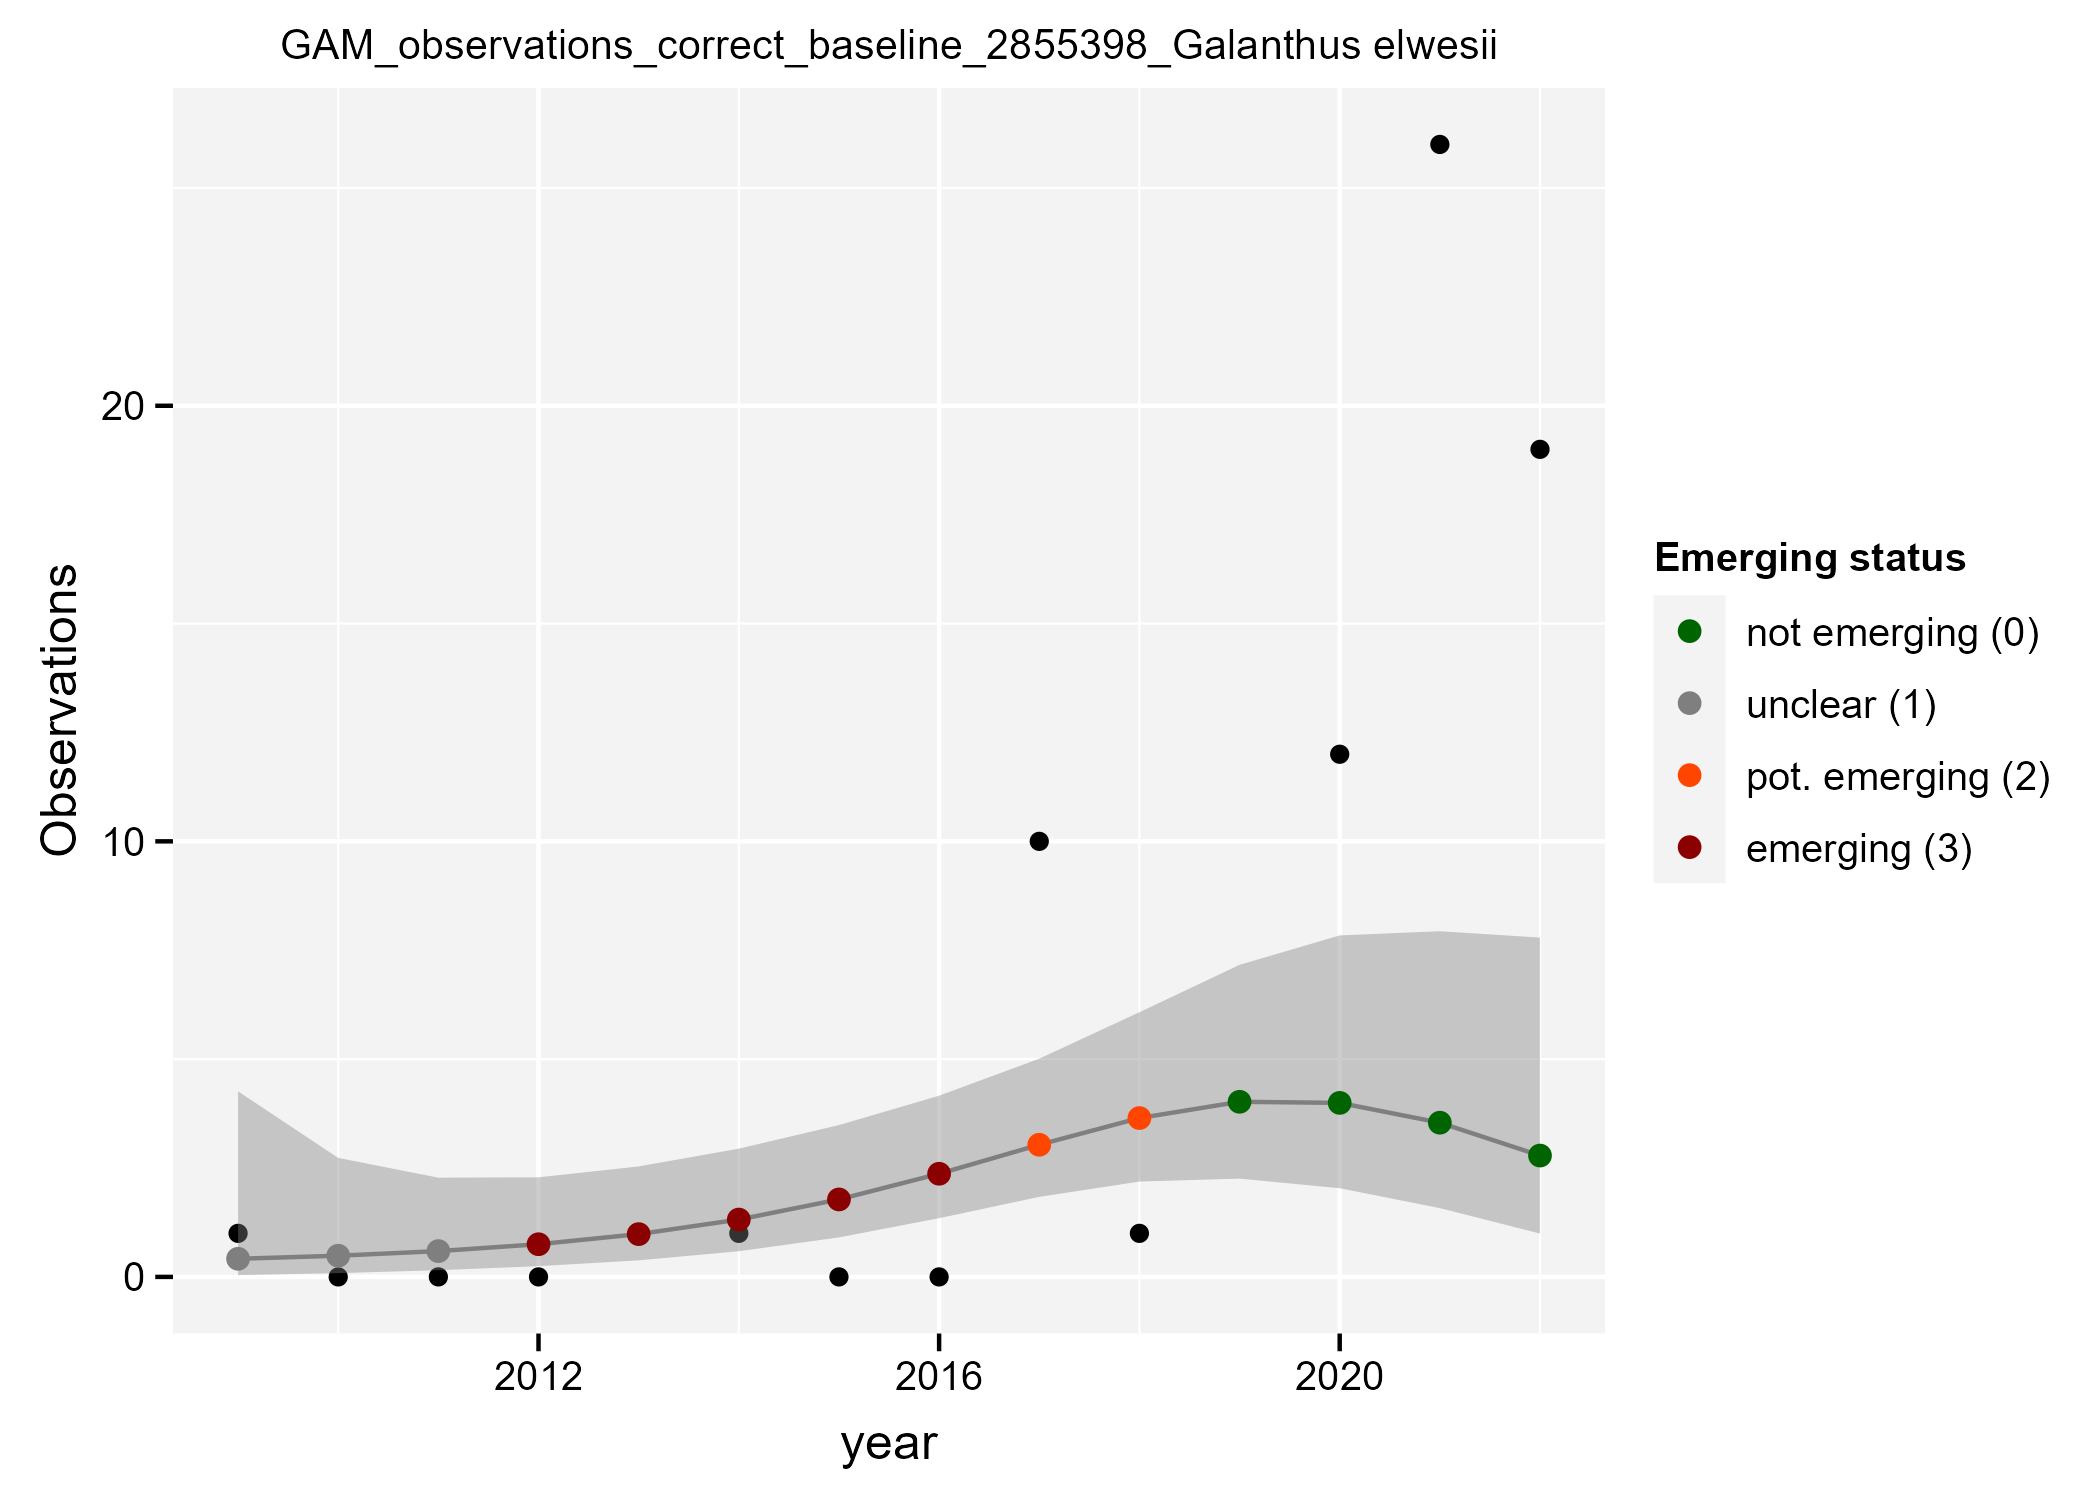 GAM_observations_correct_baseline_2855398_Galanthus elwesii
Observations
20
10
0
2012 2016 2020
year
Emerging status
not emerging (0)
unclear (1)
pot. emerging (2)
emerging (3)